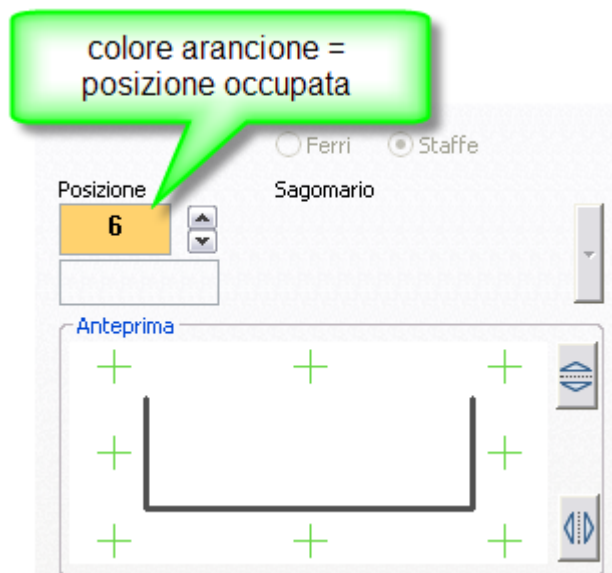 colore arancione =
posizione occupata
Ferri Staffe
Posizione Sagomario
6
Anteprima